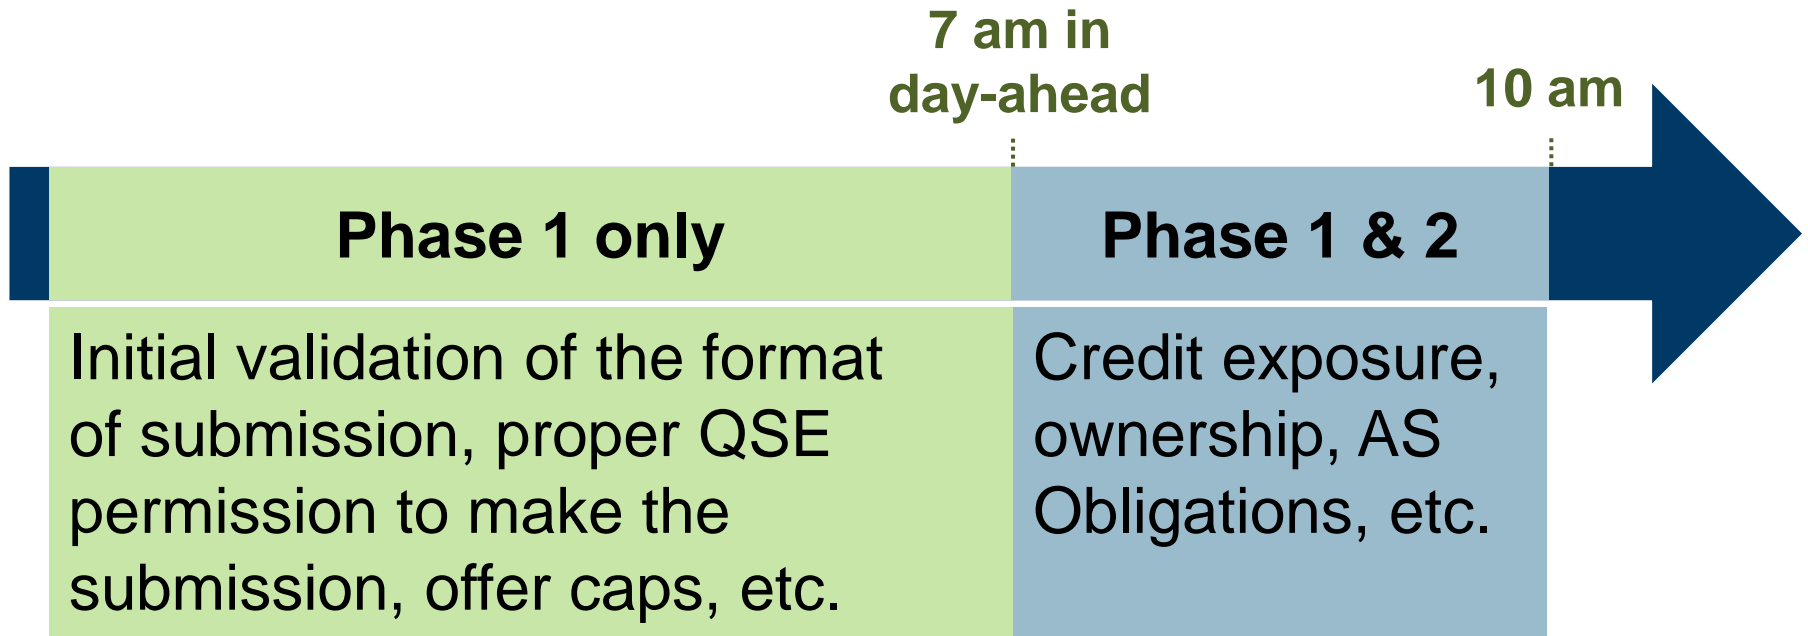 7 am in
day-ahead
10 am
Phase 1 only
Phase 1 & 2
Initial validation of the format
of submission, proper QSE
permission to make the
submission, offer caps, etc.
Credit exposure,
ownership, AS
Obligations, etc.